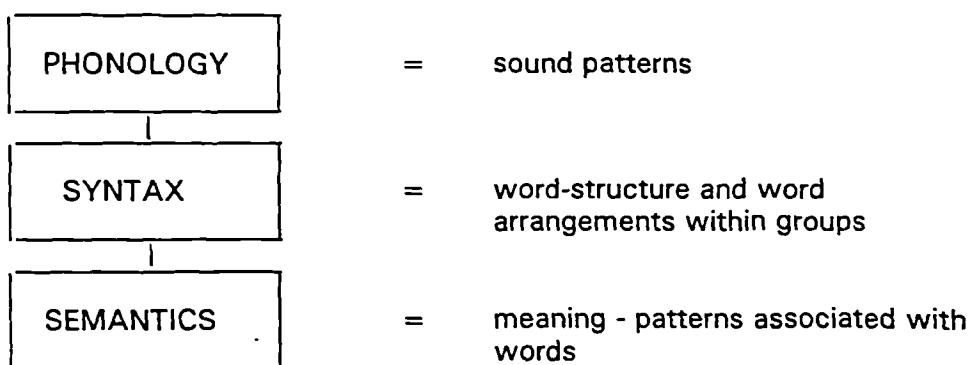 PHONOLOGY = sound patterns
SYNTAX = word-structure and word
arrangements within groups
SEMANTICS = meaning - patterns associated with
words